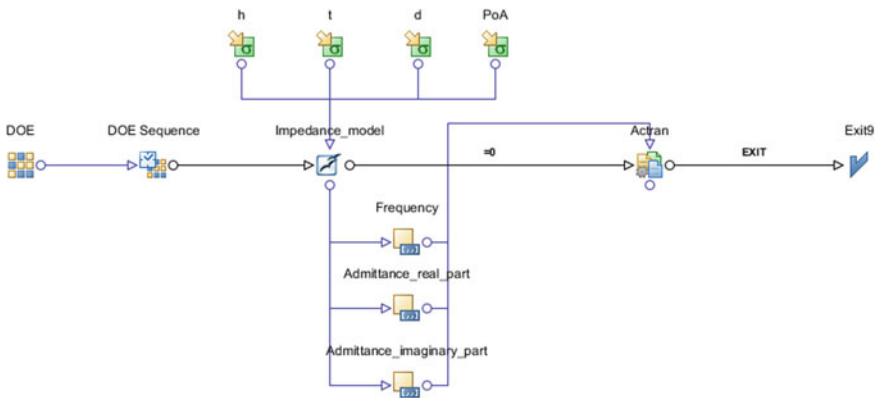 h t d PoA
DOE DOE Sequence Impedance_model Actran Exit9
=0 EXIT
Frequency
Admittance_real_part
Admittance_imaginary_part